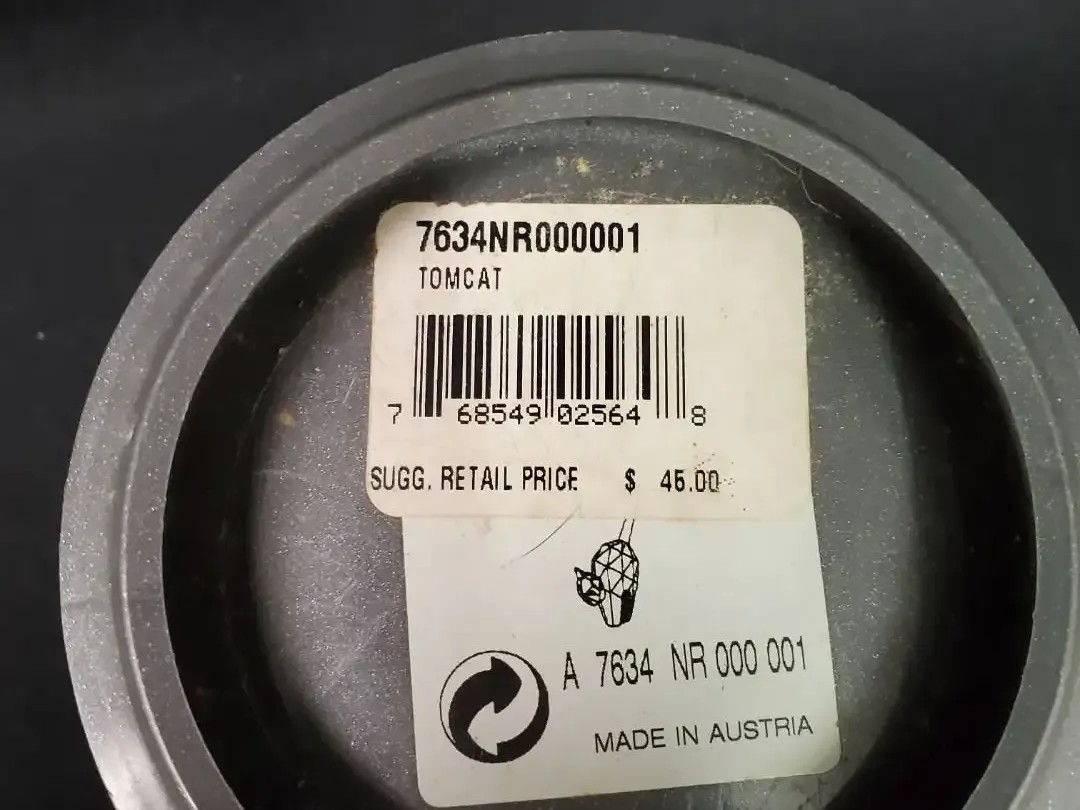 7634NR000001
TOMCAT
7 68549 02564 8
SUGG. RETAIL PRICE $ 45.00
A 7634 NR 000 001
MADE IN AUSTRIA